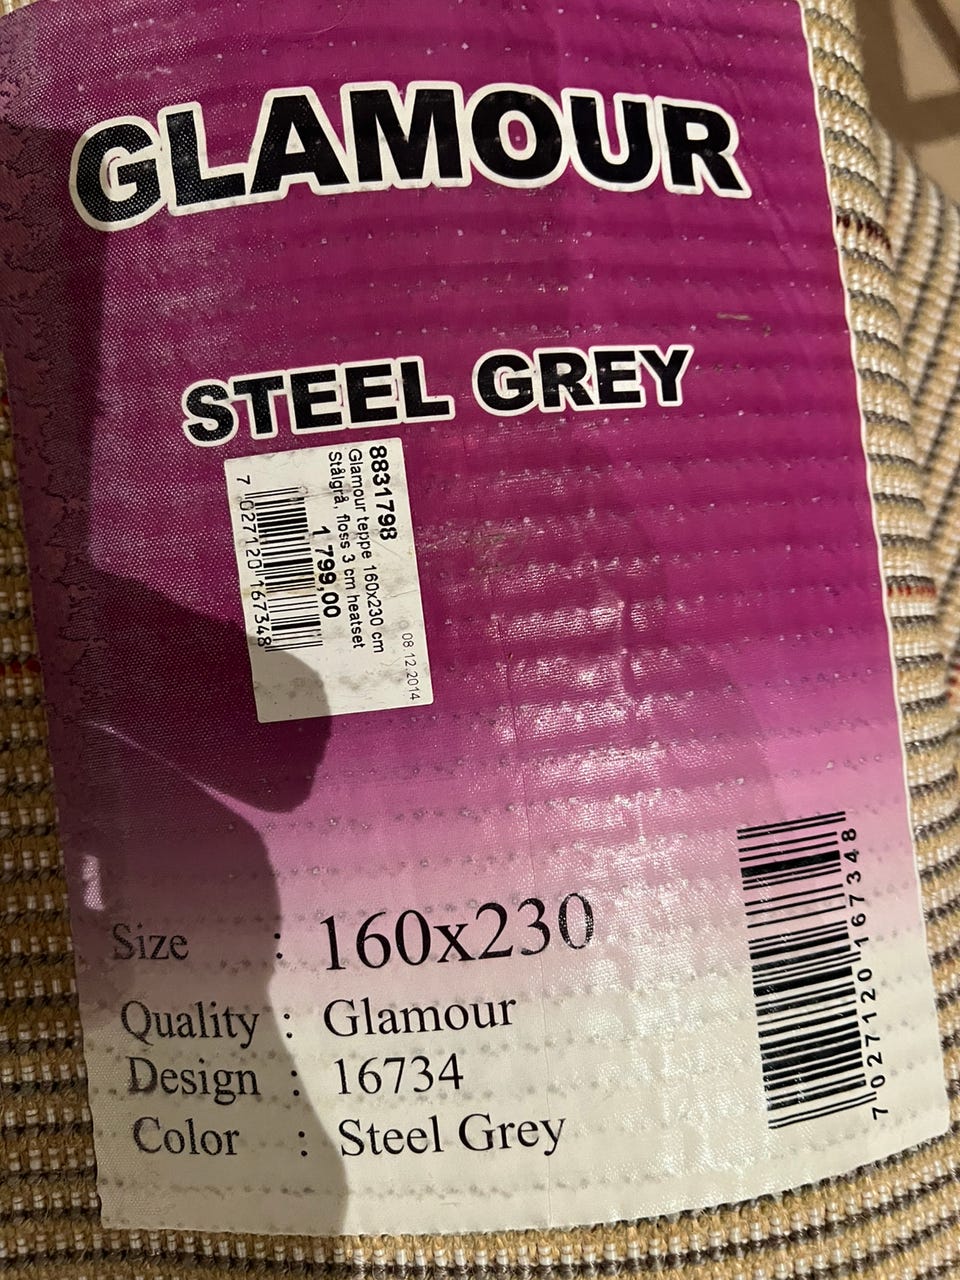 GLAMOUR
STEEL GREY
8831798
Glamour teppe 160x230 cm
Stålgrå, floss 3 cm heatset
1 799,00
7 027120 167348
08.12.2014
Size : 160x230
Quality : Glamour
Design : 16734
Color : Steel Grey
7 027120 167348